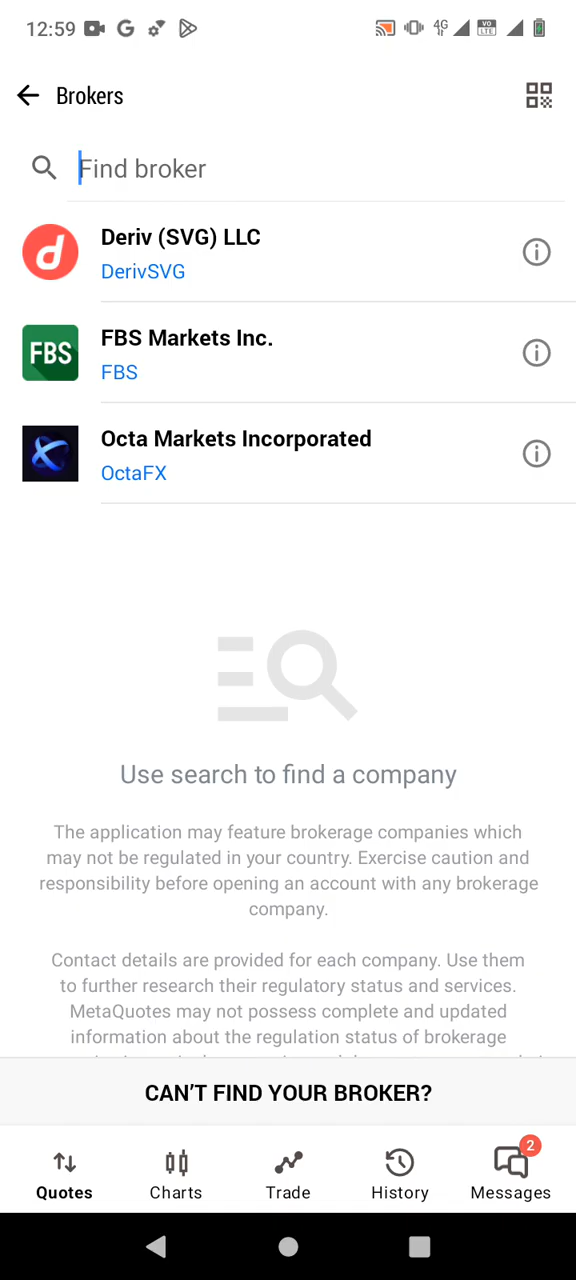 12:59
4G
VO
LTE
Brokers
Find broker
Deriv (SVG) LLC
DerivSVG
FBS
FBS Markets Inc.
FBS
Octa Markets Incorporated
OctaFX
Use search to find a company
The application may feature brokerage companies which
may not be regulated in your country. Exercise caution and
responsibility before opening an account with any brokerage
company.
Contact details are provided for each company. Use them
to further research their regulatory status and services.
MetaQuotes may not possess complete and updated
information about the regulation status of brokerage
CAN'T FIND YOUR BROKER?
2
Quotes
Charts
Trade
History
Messages